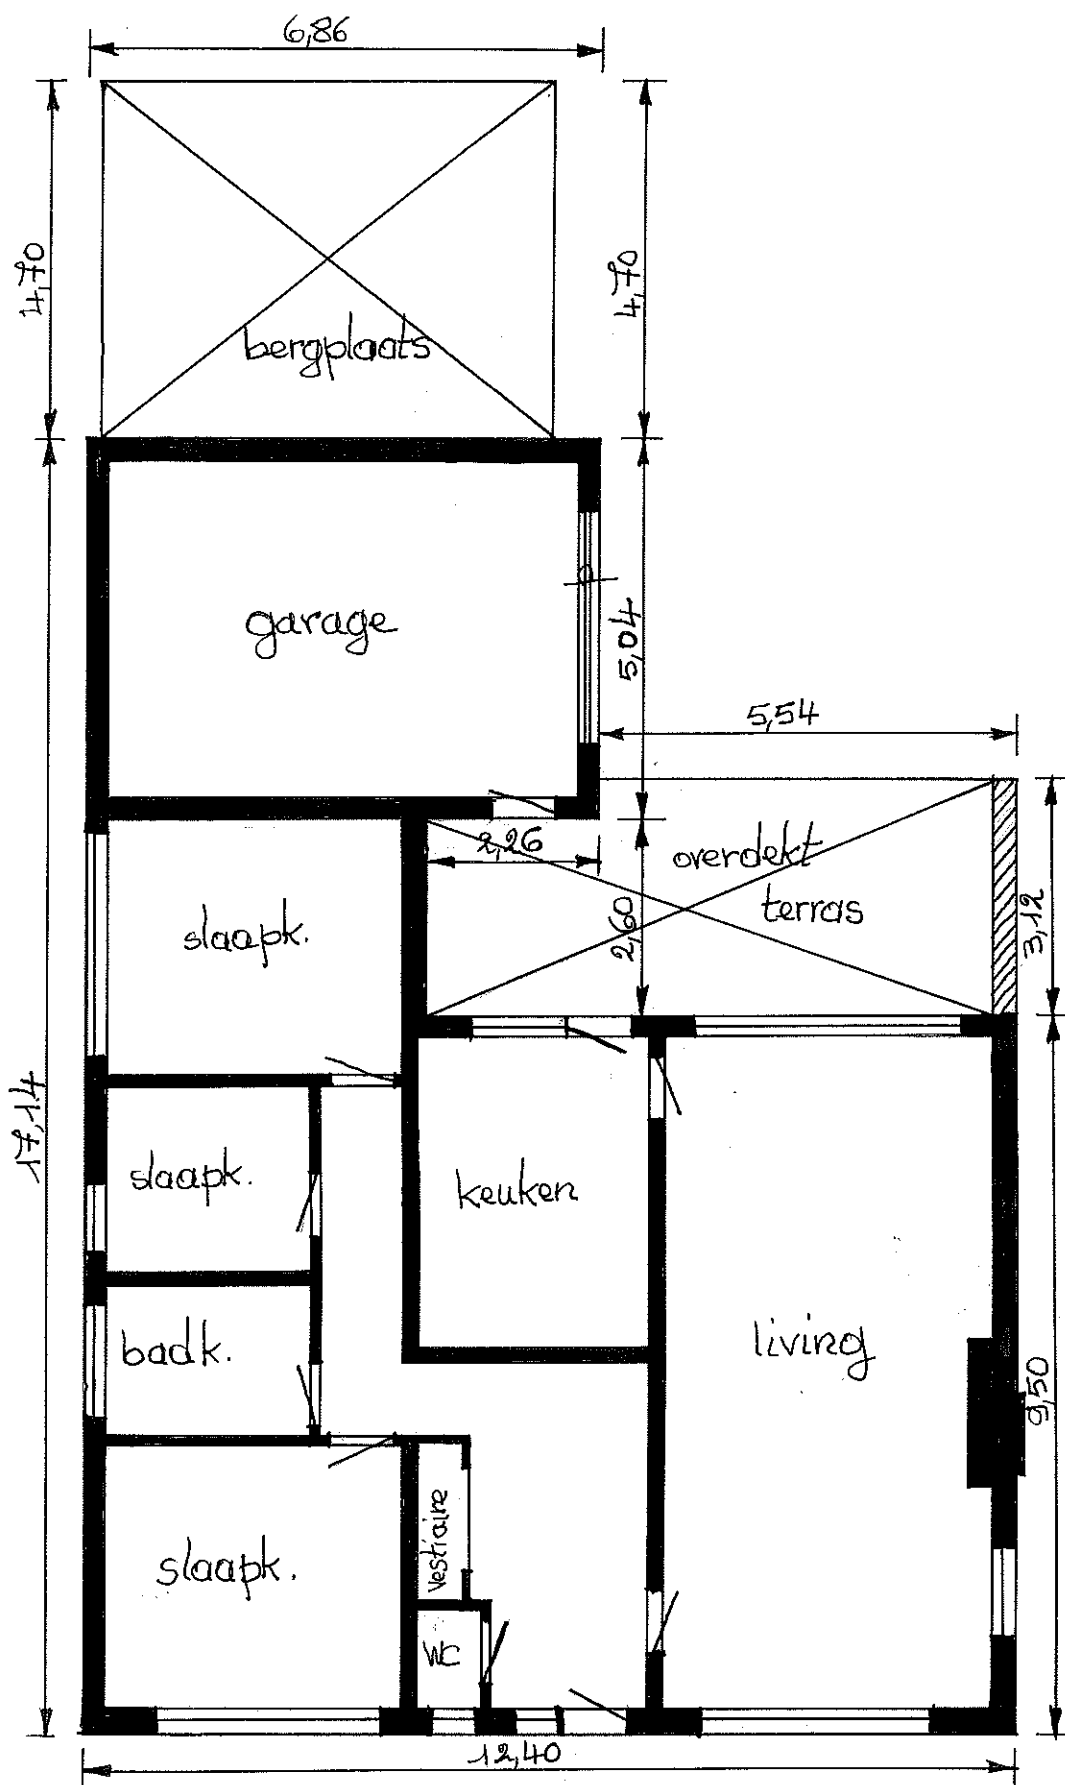 6,86
4,70
4,70
bergplaats
garage
5,04
5,54
2,26
overdekt
terras
2,60
3,12
slaapk.
17,14
slaapk.
keuken
badk.
living
9,50
Vestiaire
slaapk.
WC
12,40